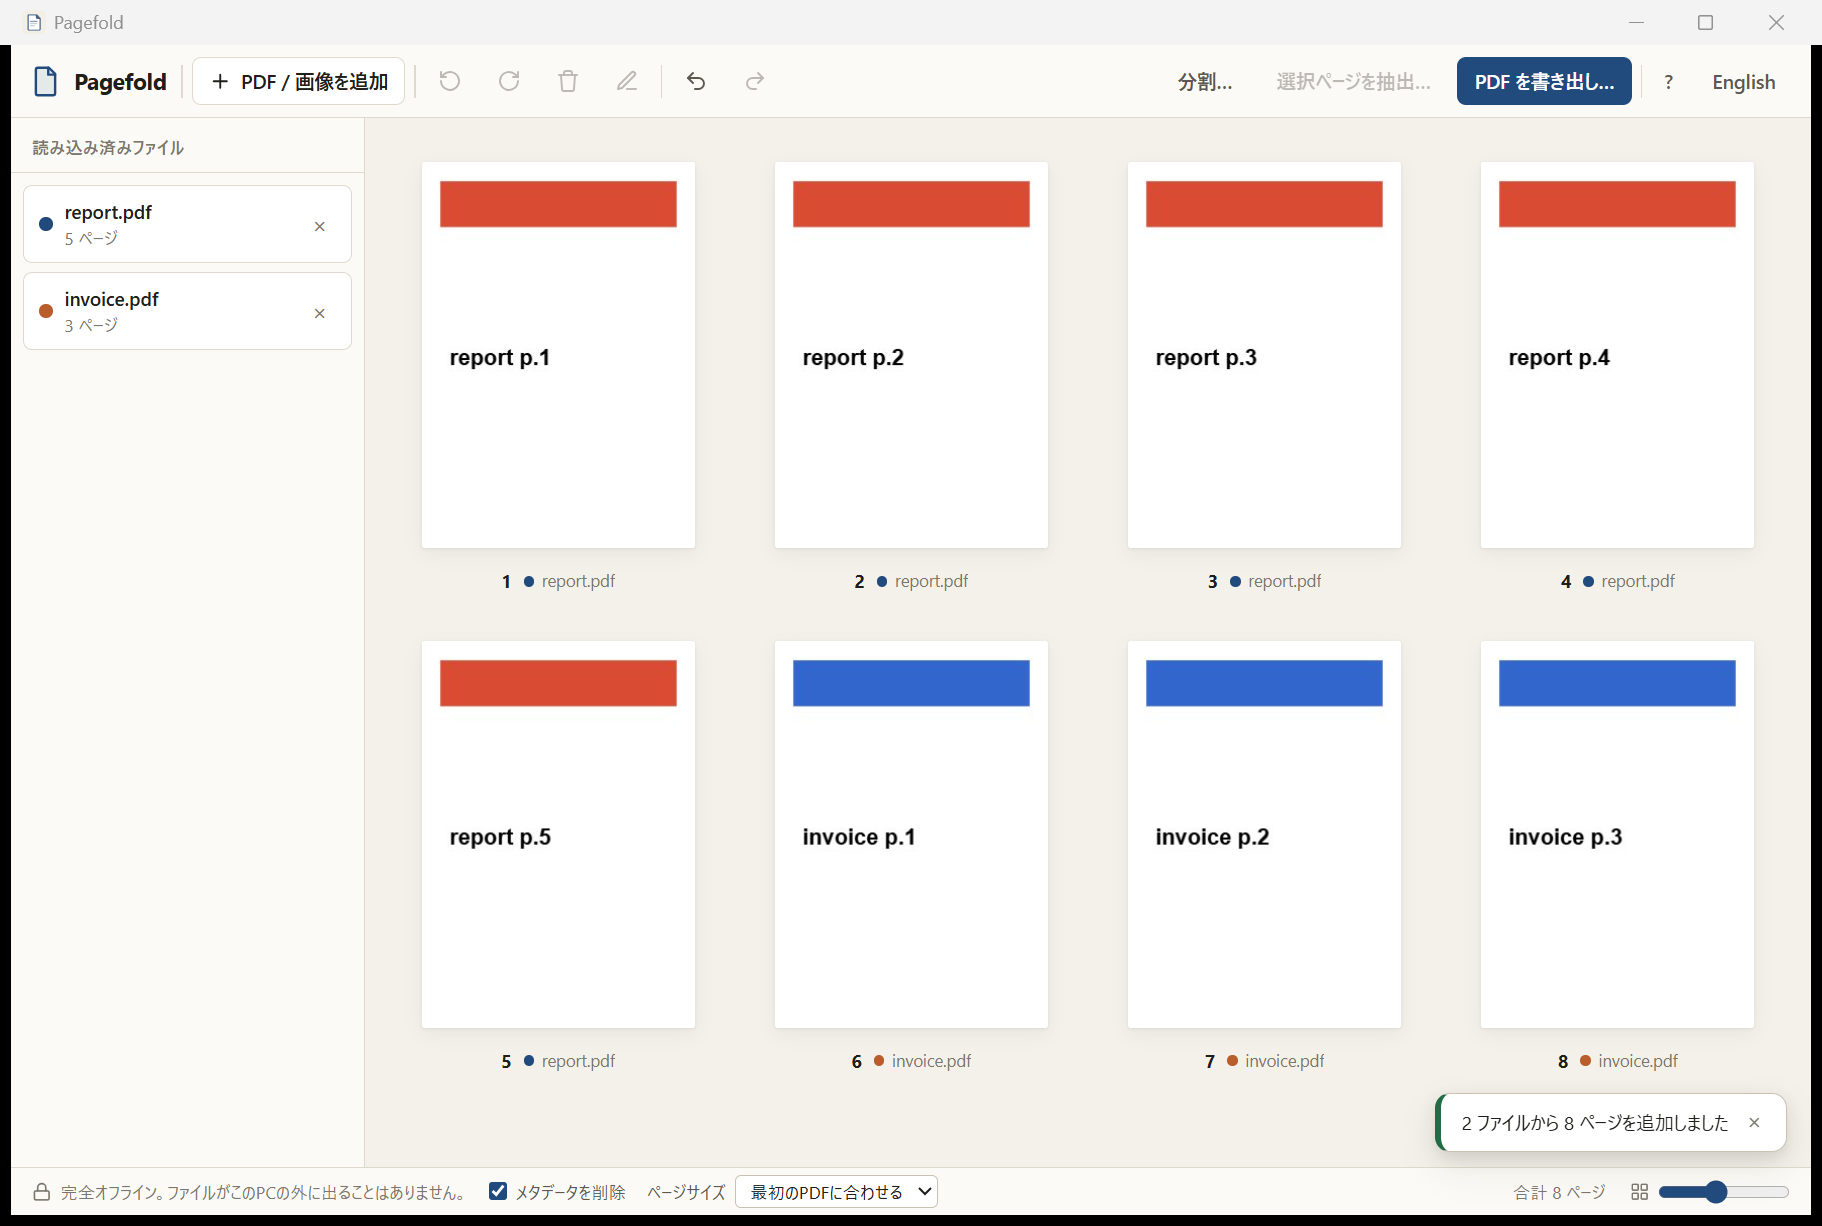 Pagefold
Pagefold
PDF / 画像を追加
分割...
選択ページを抽出...
PDF を書き出し...
?
English
読み込み済みファイル
report.pdf
5 ページ
invoice.pdf
3 ページ
report p.1
report p.2
report p.3
report p.4
1 report.pdf
2 report.pdf
3 report.pdf
4 report.pdf
report p.5
invoice p.1
invoice p.2
invoice p.3
5 report.pdf
6 invoice.pdf
7 invoice.pdf
8 invoice.pdf
2 ファイルから 8 ページを追加しました
完全オフライン。ファイルがこのPCの外に出ることはありません。
メタデータを削除
ページサイズ
最初のPDFに合わせる
合計 8 ページ